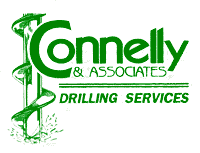 Connelly
& ASSOCIATES
DRILLING SERVICES